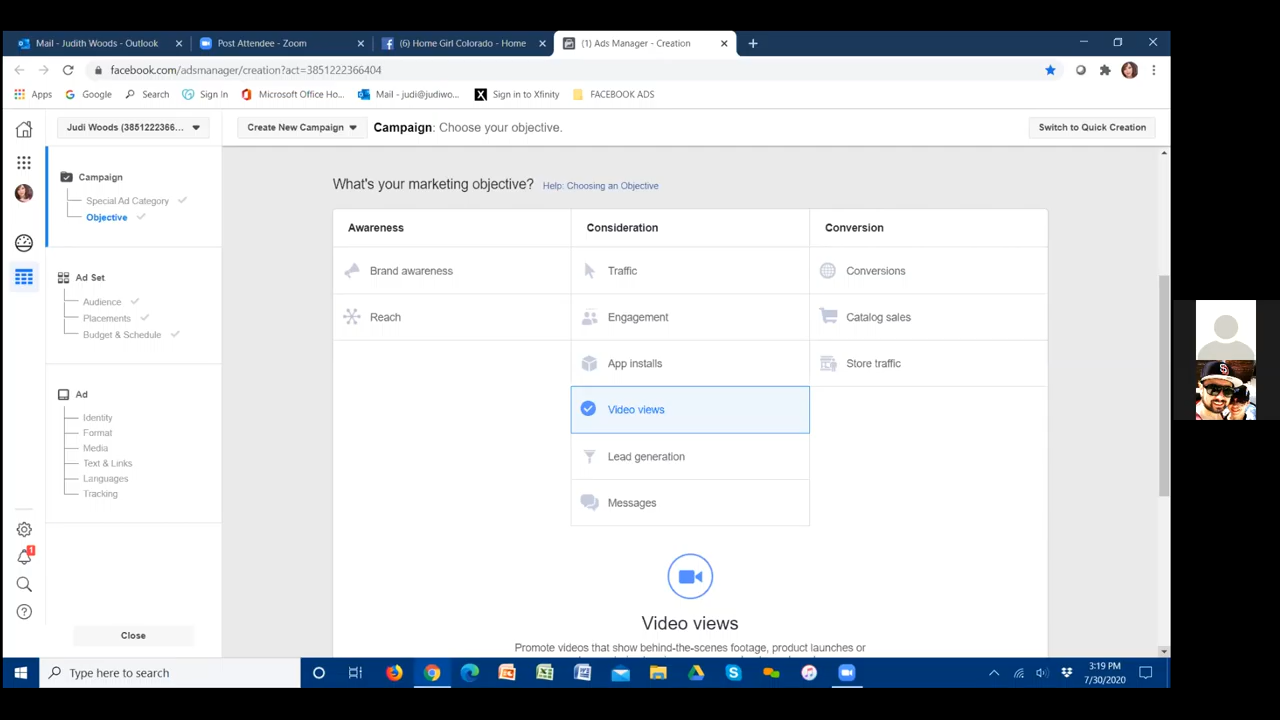 Mail - Judith Woods - Outlook
Post Attendee - Zoom
(6) Home Girl Colorado - Home
(1) Ads Manager - Creation
facebook.com/adsmanager/creation?act=3851222366404
Apps
Google
Search
Sign In
Microsoft Office Ho...
Mail - judi@judiwo...
Sign in to Xfinity
FACEBOOK ADS
Judi Woods (3851222366...
Create New Campaign
Campaign: Choose your objective.
Switch to Quick Creation
Campaign
Special Ad Category
Objective
Ad Set
Audience
Placements
Budget & Schedule
Ad
Identity
Format
Media
Text & Links
Languages
Tracking
Close
What's your marketing objective? Help: Choosing an Objective
Awareness
Brand awareness
Reach
Consideration
Traffic
Engagement
App installs
Video views
Lead generation
Messages
Conversion
Conversions
Catalog sales
Store traffic
Video views
Promote videos that show behind-the-scenes footage, product launches or
1
Type here to search
3:19 PM
7/30/2020